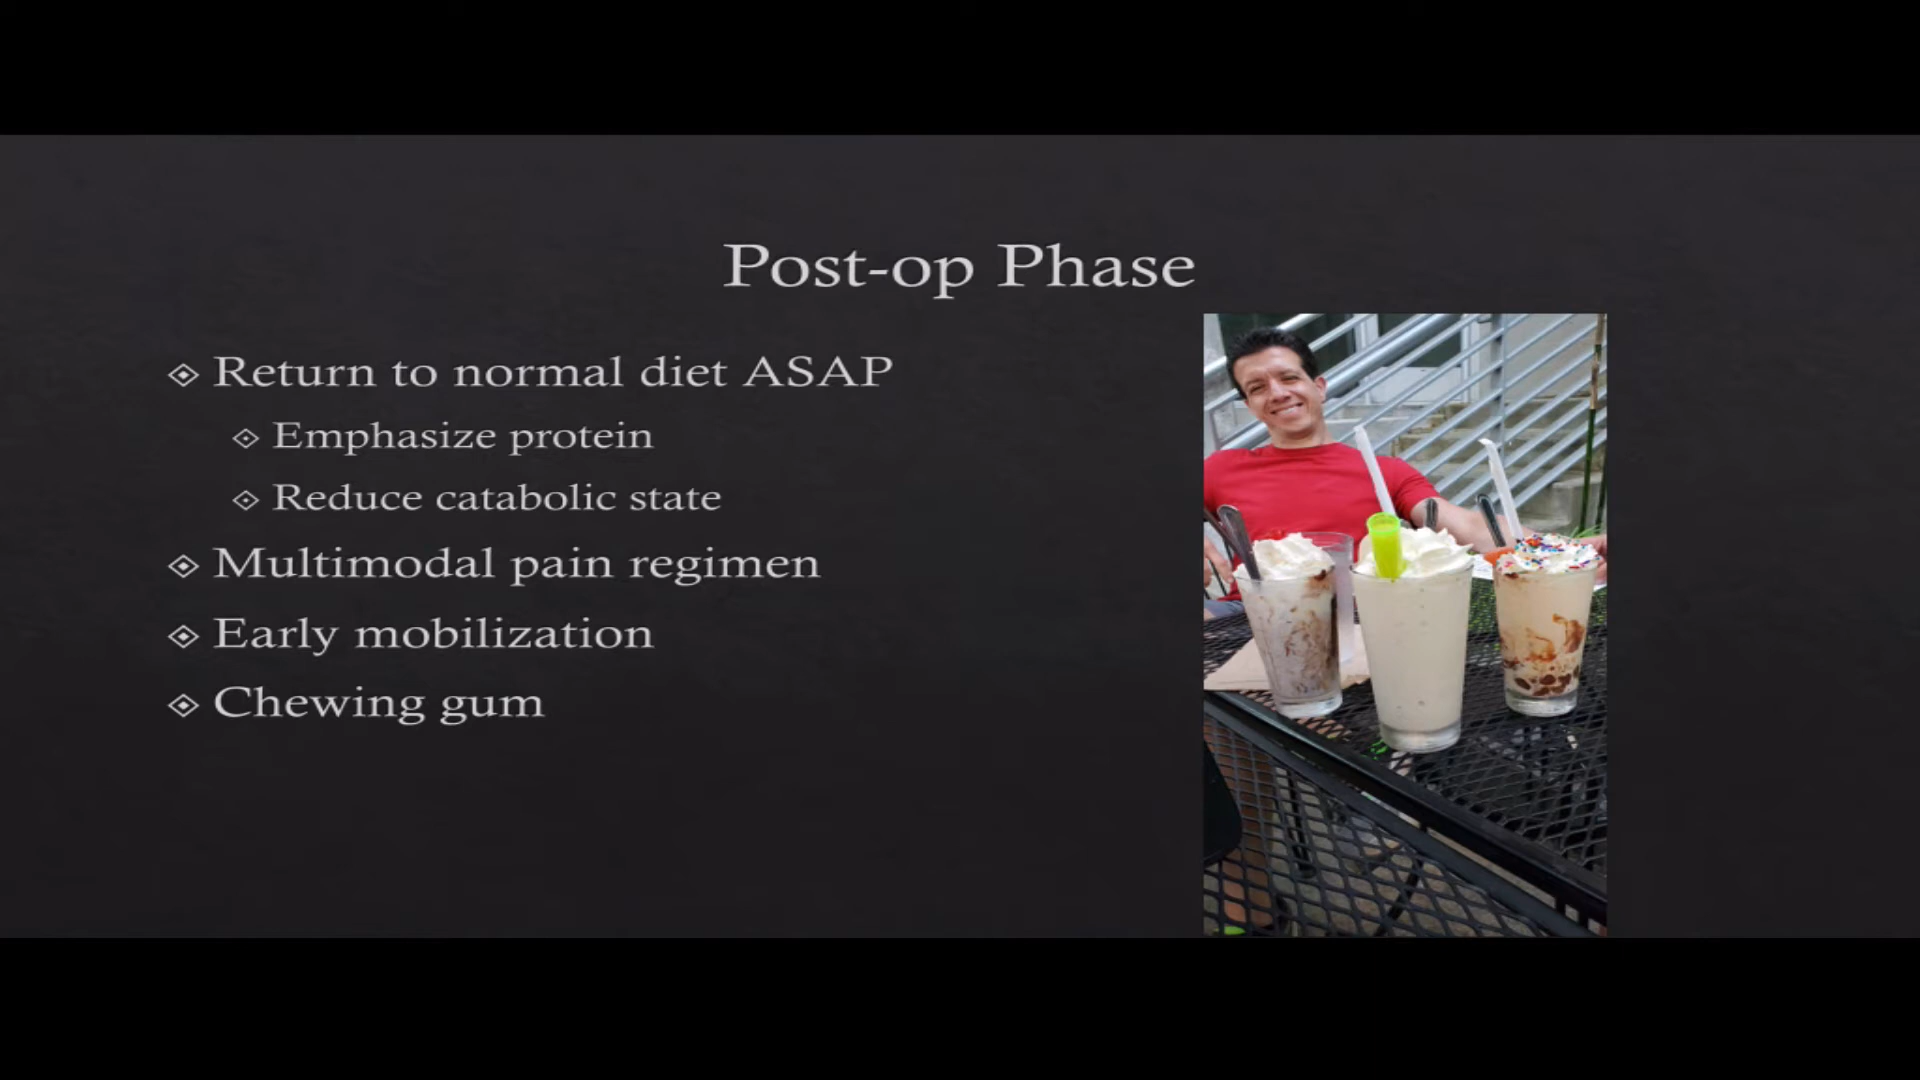 Post-op Phase
Return to normal diet ASAP
Emphasize protein
Reduce catabolic state
Multimodal pain regimen
Early mobilization
Chewing gum